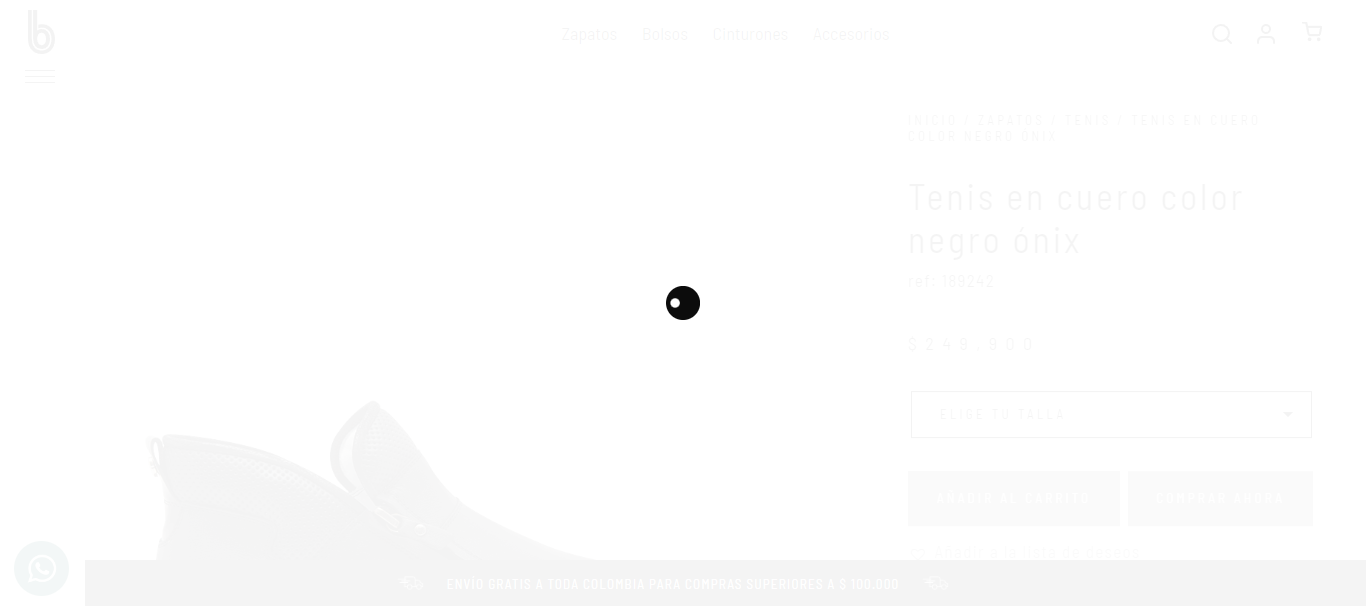 b
Zapatos Bolsos Cinturones Accesorios
INICIO / ZAPATOS / TENIS / TENIS EN CUERO
COLOR NEGRO ÓNIX
Tenis en cuero color
negro ónix
ref: 189242
$249.900
ELIGE TU TALLA
AÑADIR AL CARRITO COMPRAR AHORA
Añadir a la lista de deseos
ENVÍO GRATIS A TODA COLOMBIA PARA COMPRAS SUPERIORES A $ 100.000